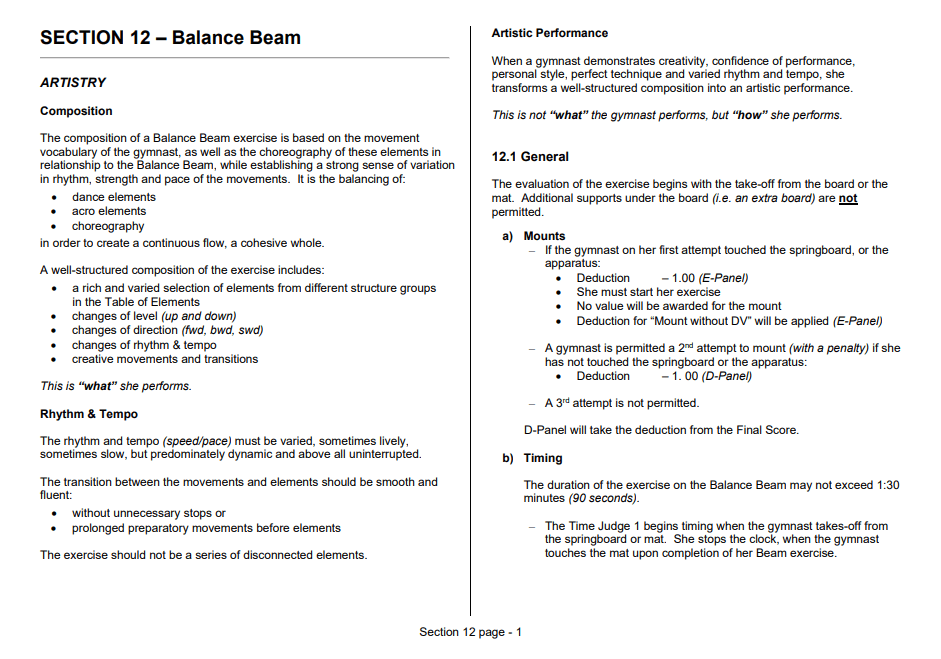 SECTION 12 – Balance Beam
ARTISTRY
Composition
The composition of a Balance Beam exercise is based on the movement
vocabulary of the gymnast, as well as the choreography of these elements in
relationship to the Balance Beam, while establishing a strong sense of variation
in rhythm, strength and pace of the movements.  It is the balancing of:
• dance elements
• acro elements
• choreography
in order to create a continuous flow, a cohesive whole.
A well-structured composition of the exercise includes:
• a rich and varied selection of elements from different structure groups
in the Table of Elements
• changes of level (up and down)
• changes of direction (fwd, bwd, swd)
• changes of rhythm & tempo
• creative movements and transitions
This is “what” she performs.
Rhythm & Tempo
The rhythm and tempo (speed/pace) must be varied, sometimes lively,
sometimes slow, but predominately dynamic and above all uninterrupted.
The transition between the movements and elements should be smooth and
fluent:
• without unnecessary stops or
• prolonged preparatory movements before elements
The exercise should not be a series of disconnected elements.
Artistic Performance
When a gymnast demonstrates creativity, confidence of performance,
personal style, perfect technique and varied rhythm and tempo, she
transforms a well-structured composition into an artistic performance.
This is not “what” the gymnast performs, but “how” she performs.
12.1 General
The evaluation of the exercise begins with the take-off from the board or the
mat.  Additional supports under the board (i.e. an extra board) are not
permitted.
a) Mounts
– If the gymnast on her first attempt touched the springboard, or the
apparatus:
• Deduction – 1.00 (E-Panel)
• She must start her exercise
• No value will be awarded for the mount
• Deduction for “Mount without DV” will be applied (E-Panel)
– A gymnast is permitted a 2nd attempt to mount (with a penalty) if she
has not touched the springboard or the apparatus:
• Deduction – 1. 00 (D-Panel)
– A 3rd attempt is not permitted.
D-Panel will take the deduction from the Final Score.
b) Timing
The duration of the exercise on the Balance Beam may not exceed 1:30
minutes (90 seconds).
– The Time Judge 1 begins timing when the gymnast takes-off from
the springboard or mat.  She stops the clock, when the gymnast
touches the mat upon completion of her Beam exercise.
Section 12 page - 1